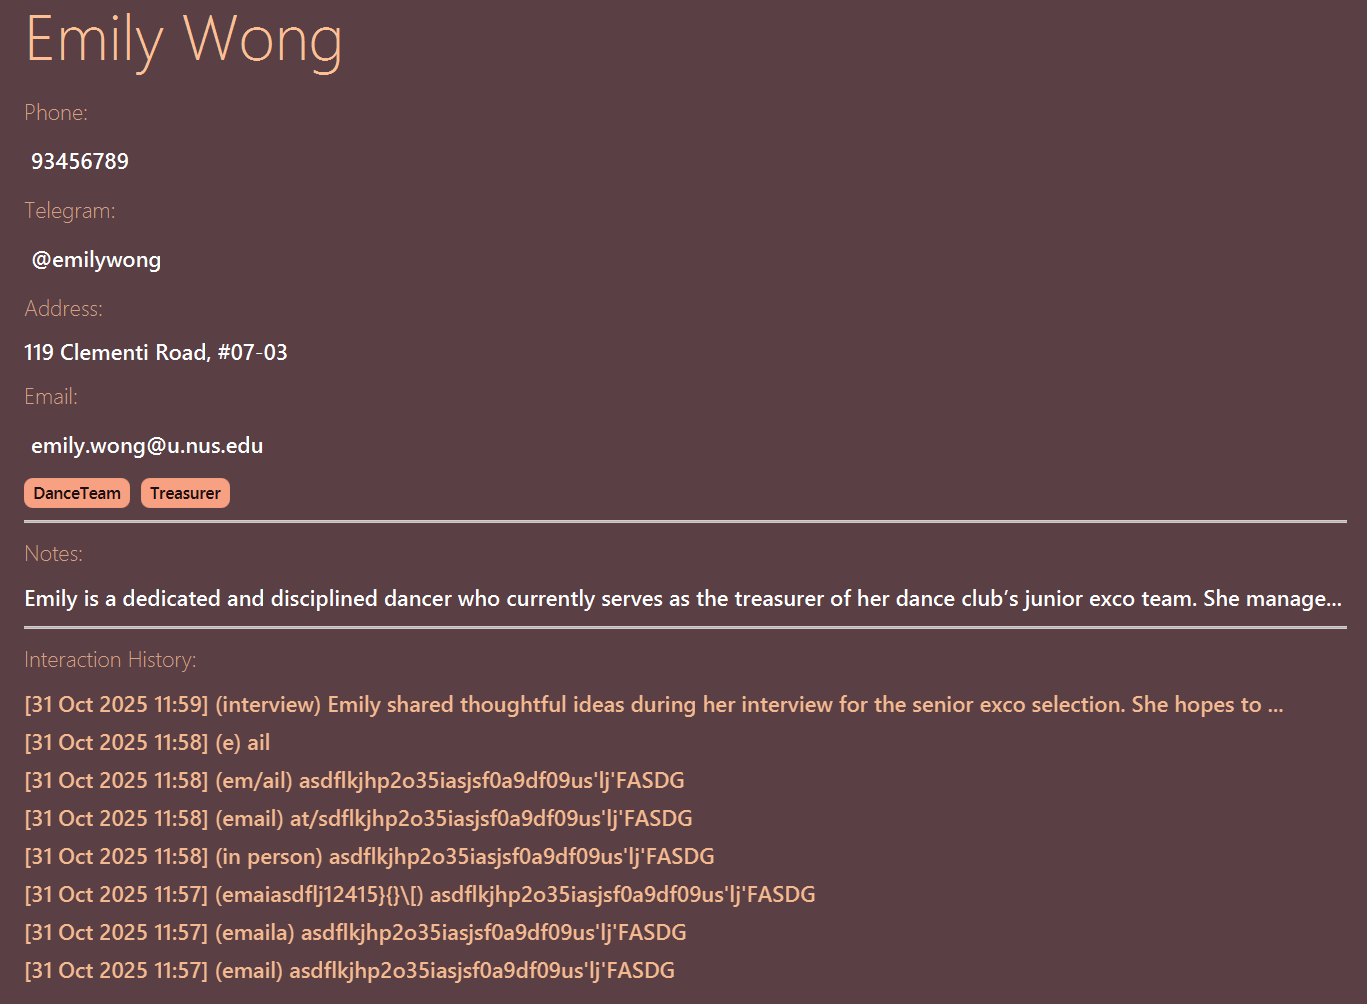 Emily Wong
Phone:
93456789
Telegram:
@emilywong
Address:
119 Clementi Road, #07-03
Email:
emily.wong@u.nus.edu
DanceTeam Treasurer
Notes:
Emily is a dedicated and disciplined dancer who currently serves as the treasurer of her dance club’s junior exco team. She manage...
Interaction History:
[31 Oct 2025 11:59] (interview) Emily shared thoughtful ideas during her interview for the senior exco selection. She hopes to ...
[31 Oct 2025 11:58] (e) ail
[31 Oct 2025 11:58] (em/ail) asdflkjhp2o35iasjsf0a9df09us'lj'FASDG
[31 Oct 2025 11:58] (email) at/sdflkjhp2o35iasjsf0a9df09us'lj'FASDG
[31 Oct 2025 11:58] (in person) asdflkjhp2o35iasjsf0a9df09us'lj'FASDG
[31 Oct 2025 11:57] (emaiasdflj12415}{}\[) asdflkjhp2o35iasjsf0a9df09us'lj'FASDG
[31 Oct 2025 11:57] (emaila) asdflkjhp2o35iasjsf0a9df09us'lj'FASDG
[31 Oct 2025 11:57] (email) asdflkjhp2o35iasjsf0a9df09us'lj'FASDG